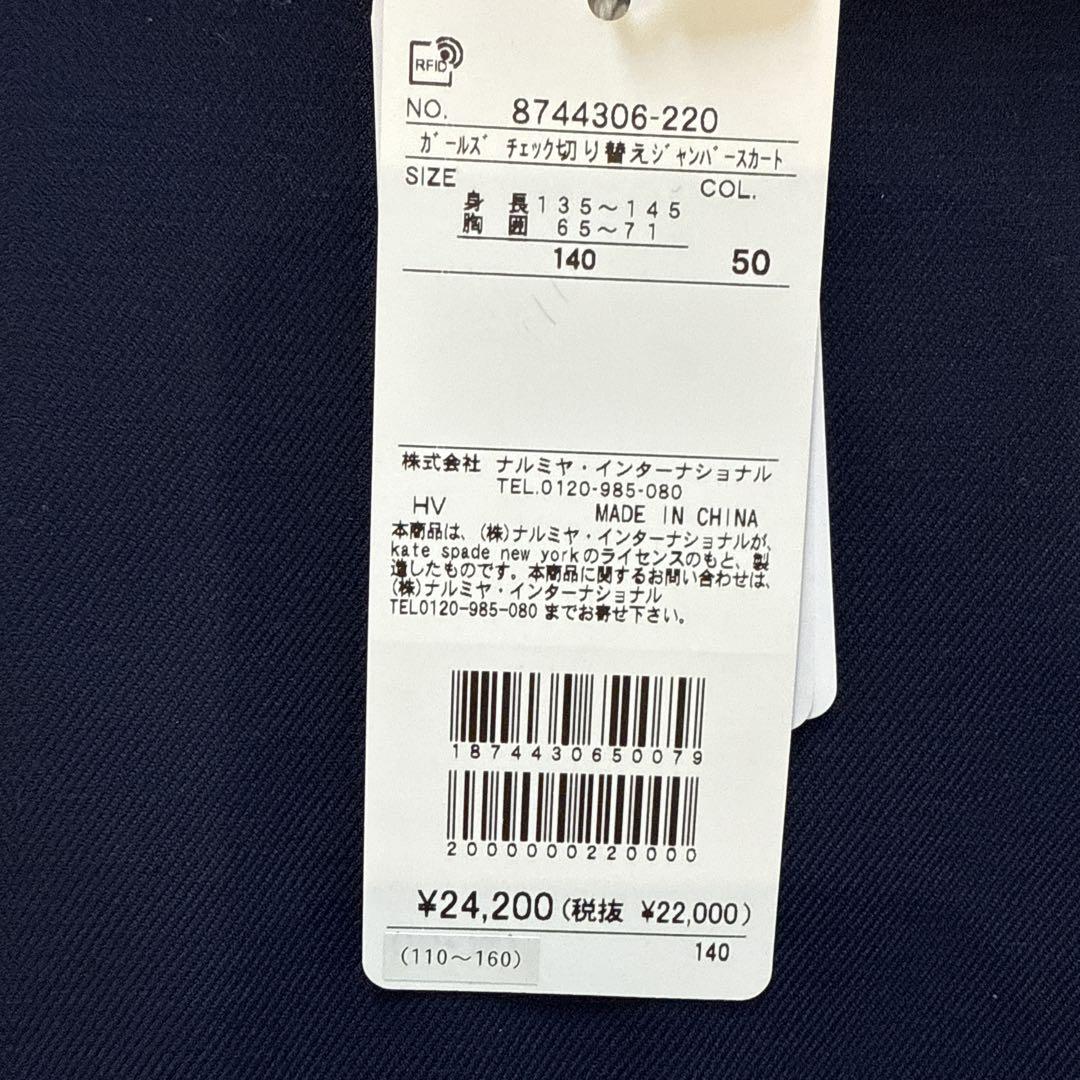 RFID
NO. 8744306-220
ガールズ チェック切り替えジャンパースカート
SIZE COL.
身 長 135~145
胸 囲 65~71
140 50
株式会社 ナルミヤ・インターナショナル
TEL.0120-985-080
HV MADE IN CHINA
本商品は、(株)ナルミヤ・インターナショナルが、
kate spade new yorkのライセンスのもと、製
造したものです。本商品に関するお問い合わせは、
(株)ナルミヤ・インターナショナル
TEL0120-985-080 までお寄せ下さい。
1874430650079
2000000220000
¥24,200(税抜 ¥22,000)
140
(110~160)